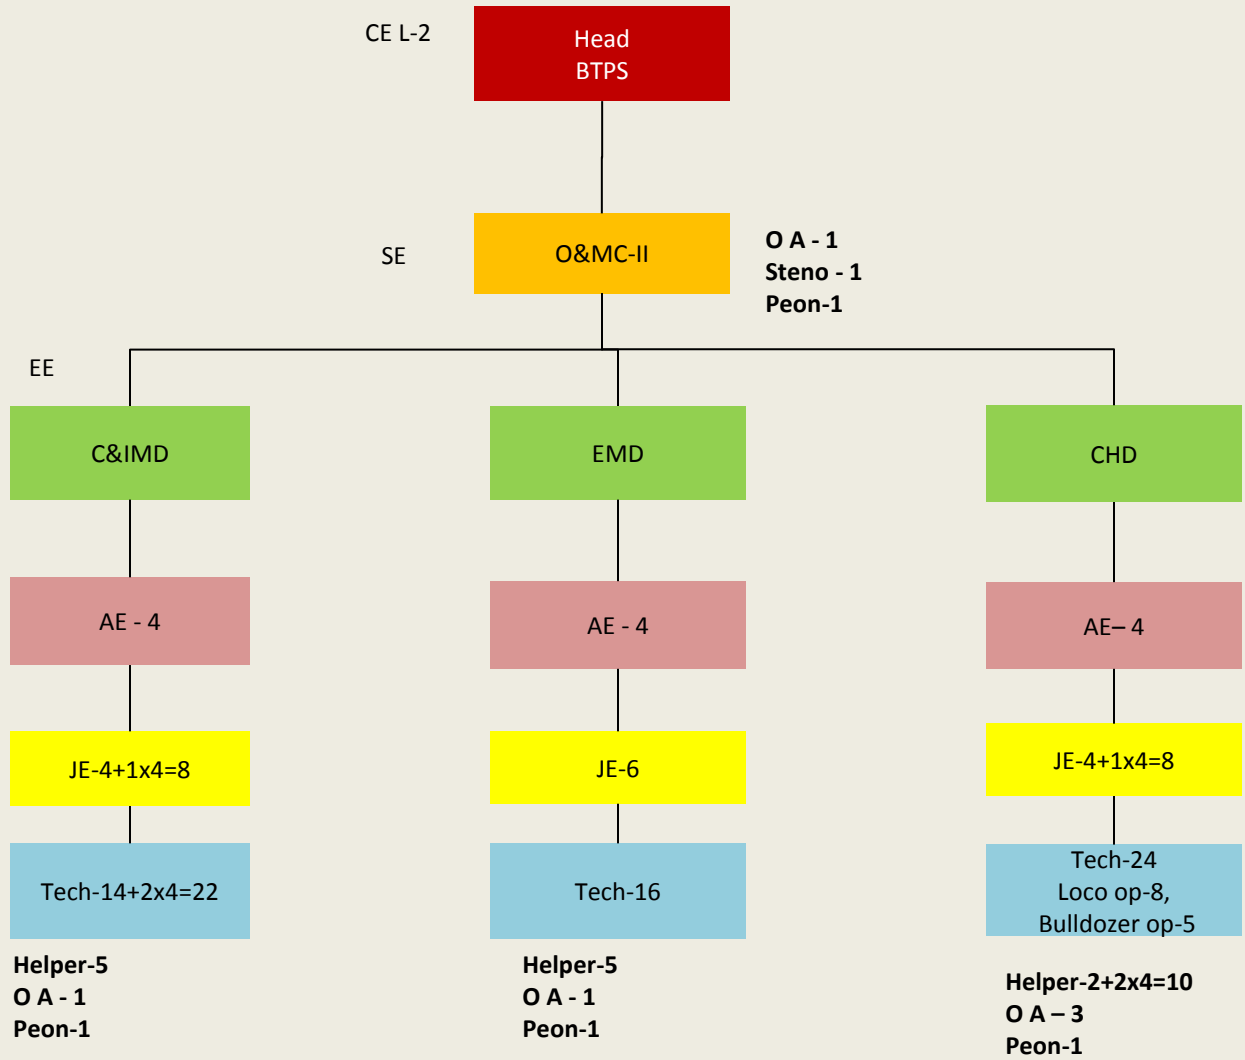 CE L-2
Head
BTPS
SE
O&MC-II
O A - 1
Steno - 1
Peon-1
EE
C&IMD
EMD
CHD
AE - 4
AE - 4
AE– 4
JE-4+1x4=8
JE-6
JE-4+1x4=8
Tech-14+2x4=22
Tech-16
Tech-24
Loco op-8,
Bulldozer op-5
Helper-5
O A - 1
Peon-1
Helper-5
O A - 1
Peon-1
Helper-2+2x4=10
O A – 3
Peon-1